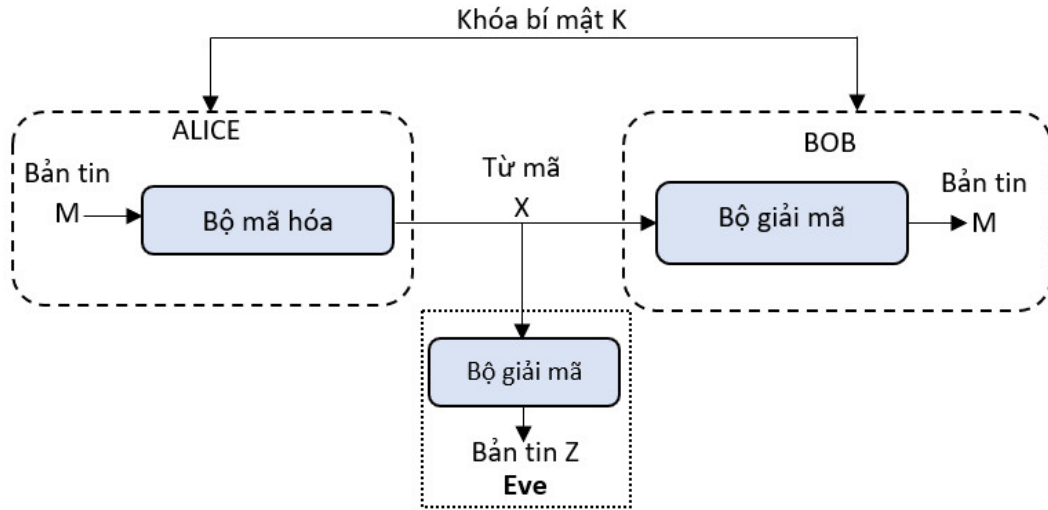 Khóa bí mật K
ALICE
BOB
Bản tin
Từ mã
Bản tin
M
Bộ mã hóa
X
Bộ giải mã
M
Bộ giải mã
Bản tin Z
Eve